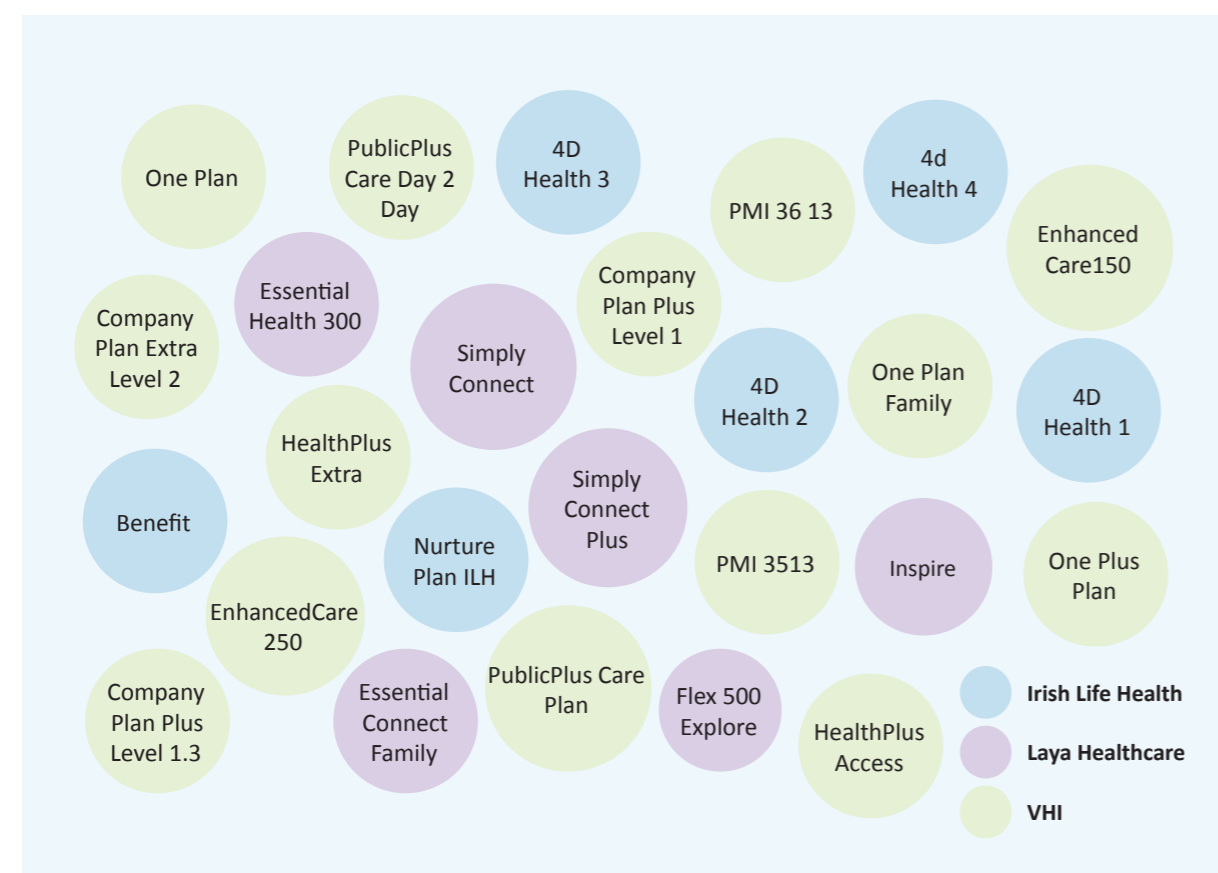 One Plan
PublicPlus
Care Day 2
Day
4D
Health 3
PMI 36 13
4d
Health 4
Enhanced
Care150
Company
Plan Extra
Level 2
Essential
Health 300
Simply
Connect
Company
Plan Plus
Level 1
4D
Health 2
One Plan
Family
4D
Health 1
HealthPlus
Extra
Benefit
Nurture
Plan ILH
Simply
Connect
Plus
PMI 3513
Inspire
One Plus
Plan
EnhancedCare
250
Company
Plan Plus
Level 1.3
Essential
Connect
Family
PublicPlus Care
Plan
Flex 500
Explore
HealthPlus
Access
Irish Life Health
Laya Healthcare
VHI